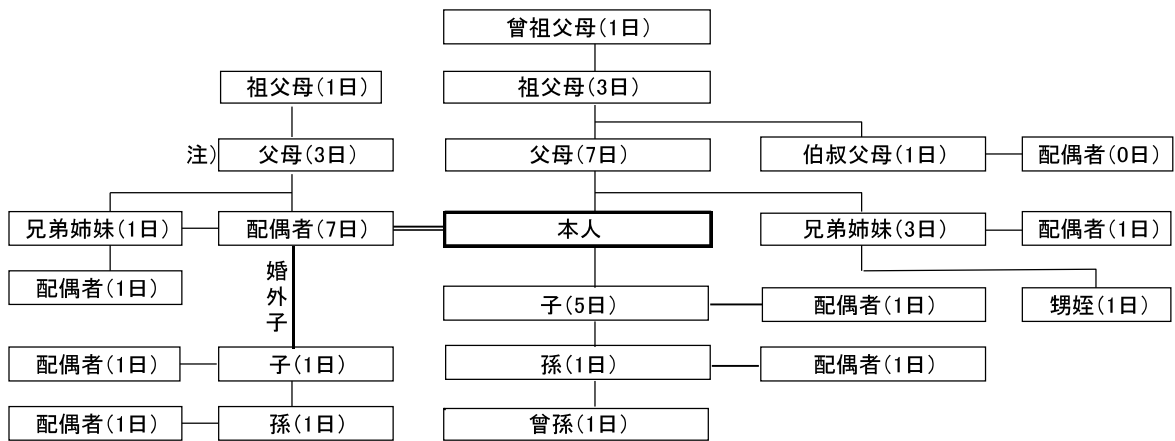 曾祖父母(1日)
祖父母(1日)
祖父母(3日)
注)
父母(3日)
父母(7日)
伯叔父母(1日)
配偶者(0日)
兄弟姉妹(1日)
配偶者(7日)
本人
兄弟姉妹(3日)
配偶者(1日)
配偶者(1日)
婚外子
子(5日)
配偶者(1日)
甥姪(1日)
配偶者(1日)
子(1日)
孫(1日)
配偶者(1日)
配偶者(1日)
孫(1日)
曾孫(1日)